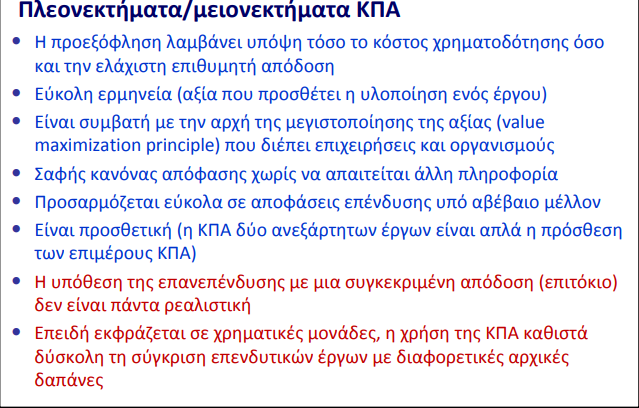 Πλεονεκτήματα/μειονεκτήματα ΚΠΑ
• Η προεξόφληση λαμβάνει υπόψη τόσο το κόστος χρηματοδότησης όσο
και την ελάχιστη επιθυμητή απόδοση
• Εύκολη ερμηνεία (αξία που προσθέτει η υλοποίηση ενός έργου)
• Είναι συμβατή με την αρχή της μεγιστοποίησης της αξίας (value
maximization principle) που διέπει επιχειρήσεις και οργανισμούς
• Σαφής κανόνας απόφασης χωρίς να απαιτείται άλλη πληροφορία
• Προσαρμόζεται εύκολα σε αποφάσεις επένδυσης υπό αβέβαιο μέλλον
• Είναι προσθετική (η ΚΠΑ δύο ανεξάρτητων έργων είναι απλά η πρόσθεση
των επιμέρους ΚΠΑ)
• Η υπόθεση της επανεπένδυσης με μια συγκεκριμένη απόδοση (επιτόκιο)
δεν είναι πάντα ρεαλιστική
• Επειδή εκφράζεται σε χρηματικές μονάδες, η χρήση της ΚΠΑ καθιστά
δύσκολη τη σύγκριση επενδυτικών έργων με διαφορετικές αρχικές
δαπάνες